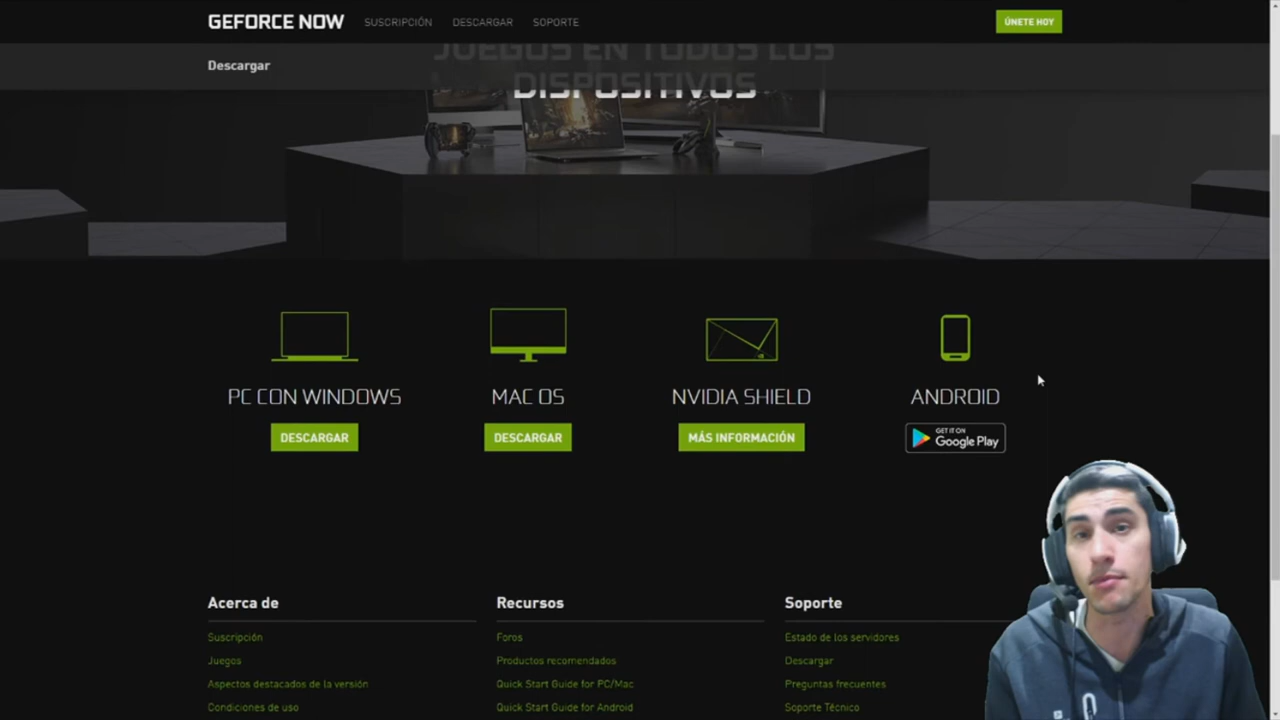 GEFORCE NOW SUSCRIPCIÓN DESCARGAR SOPORTE ÚNETE HOY
JUEGOS EN TODOS LOS
Descargar
DISPOSITIVOS
PC CON WINDOWS MAC OS NVIDIA SHIELD ANDROID
DESCARGAR DESCARGAR MÁS INFORMACIÓN GET IT ON
Google Play
Acerca de Recursos Soporte
Suscripción Foros Estado de los servidores
Juegos Productos recomendados Descargar
Aspectos destacados de la versión Quick Start Guide for PC/Mac Preguntas frecuentes
Condiciones de uso Quick Start Guide for Android Soporte Técnico